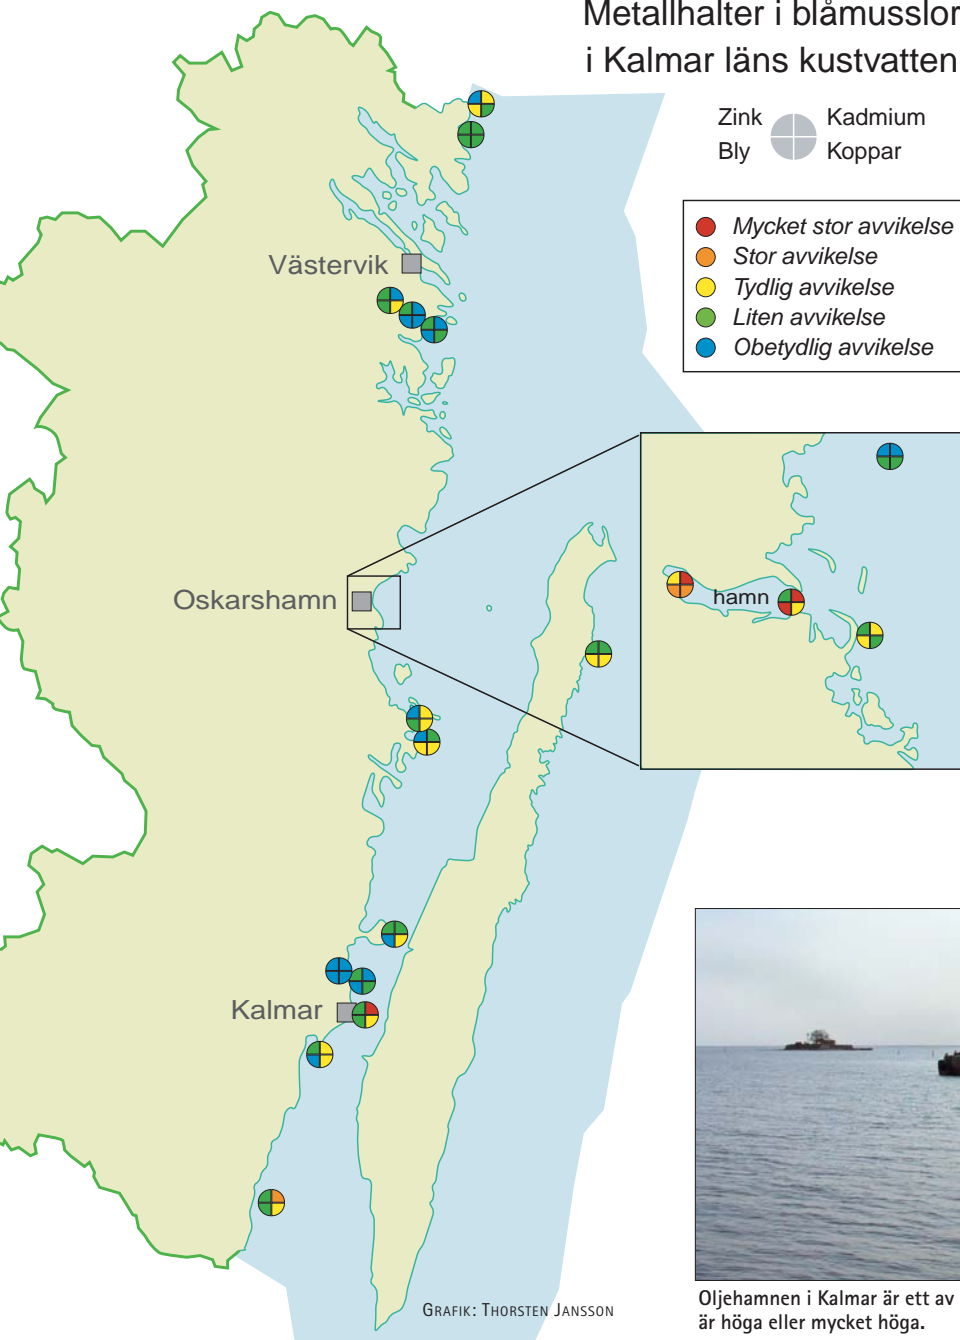 Metallhalter i blåmusslor
i Kalmar läns kustvatten
Zink
Kadmium
Bly
Koppar
Mycket stor avvikelse
Stor avvikelse
Tydlig avvikelse
Liten avvikelse
Obetydlig avvikelse
Västervik
hamn
Oskarshamn
Kalmar
GRAFIK: THORSTEN JANSSON
Oljehamnen i Kalmar är ett av
är höga eller mycket höga.